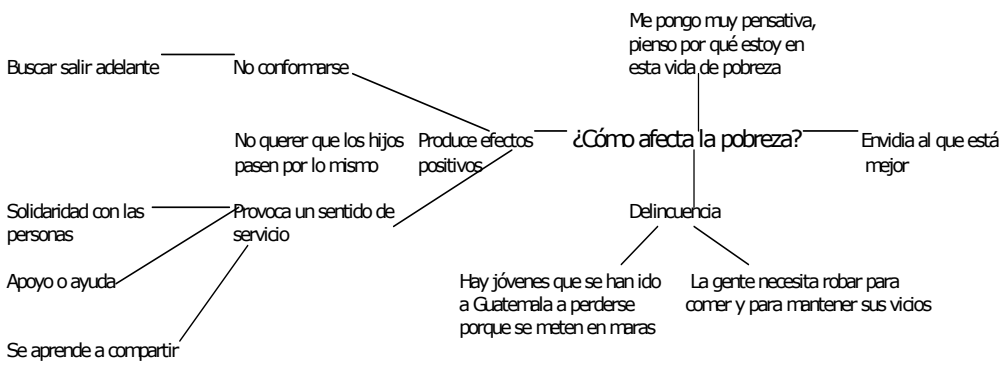 Me pongo muy pensativa,
pienso por qué estoy en
esta vida de pobreza
Buscar salir adelante
No conformarse
No querer que los hijos
pasen por lo mismo
Produce efectos
positivos
¿Cómo afecta la pobreza?
Envidia al que está
mejor
Solidaridad con las
personas
Provoca un sentido de
servicio
Delincuencia
Apoyo o ayuda
Hay jóvenes que se han ido
a Guatemala a perderse
porque se meten en maras
La gente necesita robar para
comer y para mantener sus vicios
Se aprende a compartir